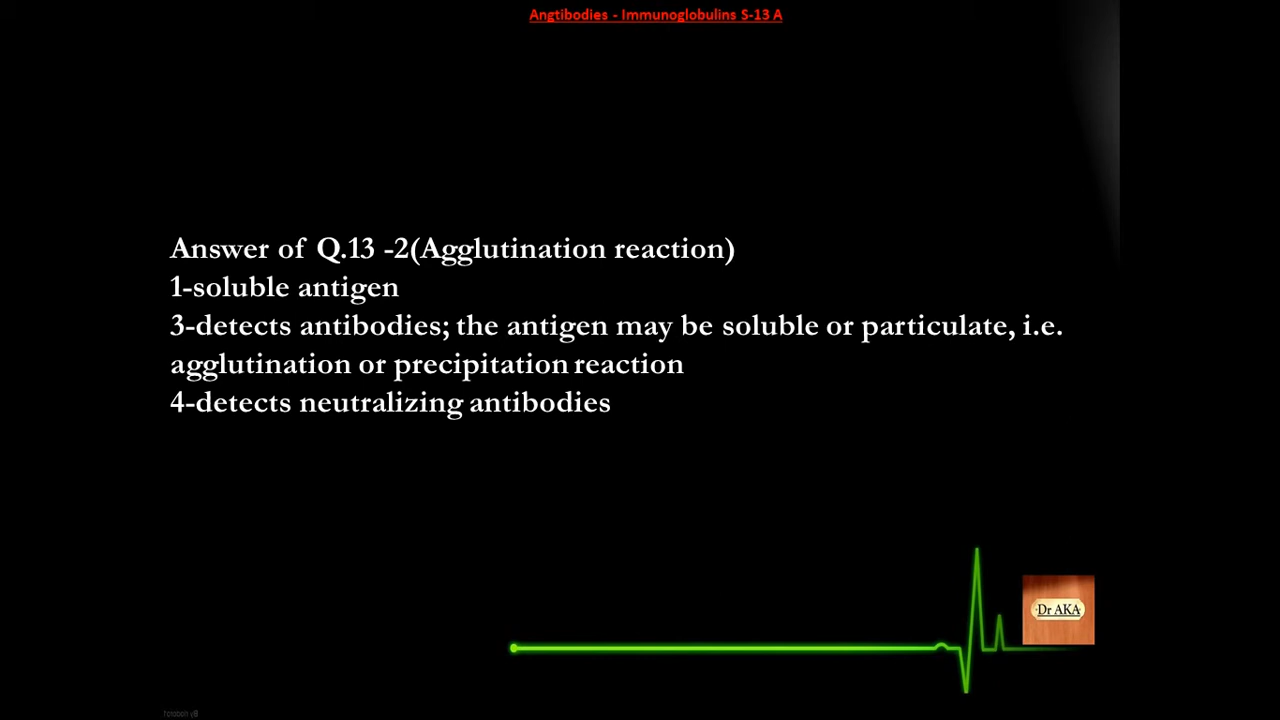 Angtibodies - Immunoglobulins S-13 A
Answer of Q.13 -2(Agglutination reaction)
1-soluble antigen
3-detects antibodies; the antigen may be soluble or particulate, i.e.
agglutination or precipitation reaction
4-detects neutralizing antibodies
Dr AKA